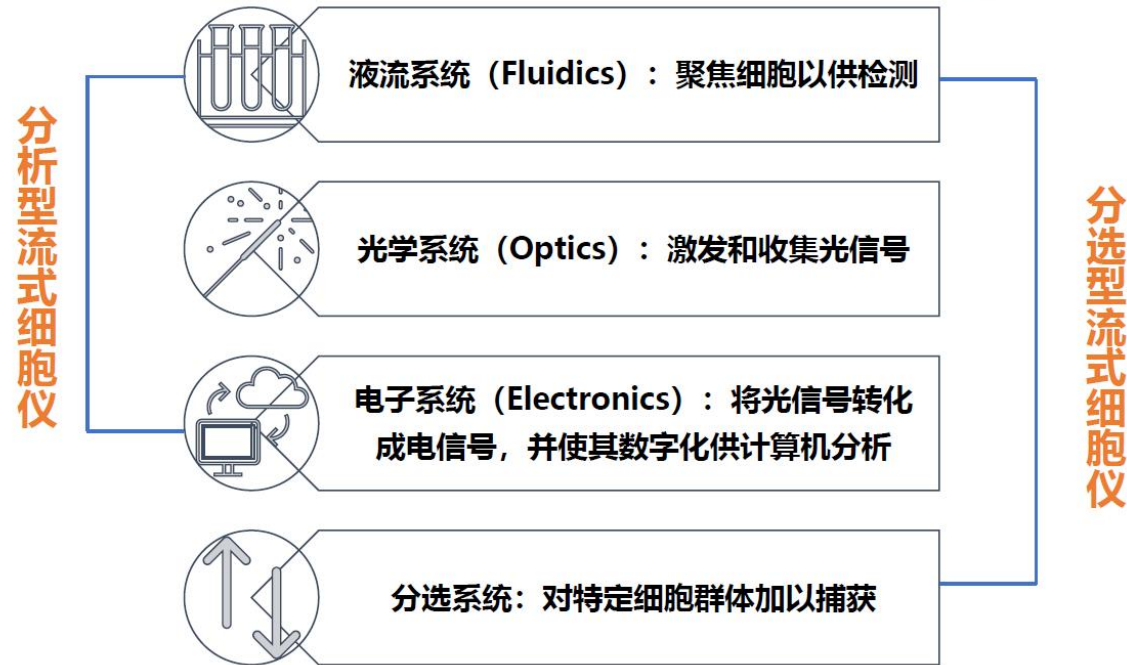 分析型流式细胞仪
液流系统（Fluidics）：聚焦细胞以供检测
光学系统（Optics）：激发和收集光信号
电子系统（Electronics）：将光信号转化
成电信号，并使其数字化供计算机分析
分选系统：对特定细胞群体加以捕获
分选型流式细胞仪